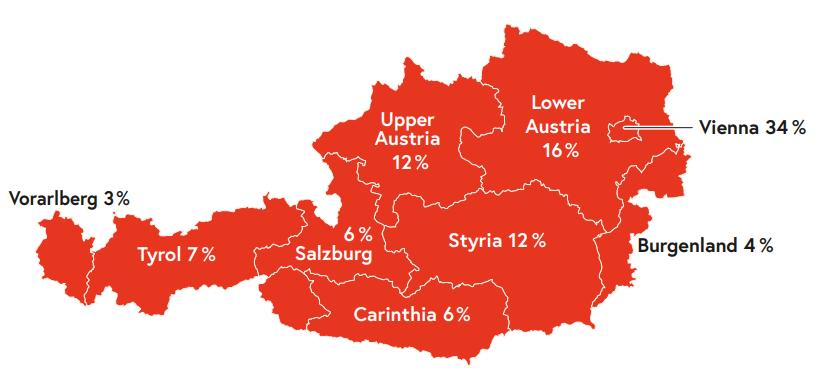 Lower
Austria
16 %
Upper
Austria
12 %
Vienna 34 %
Vorarlberg 3 %
Tyrol 7 %
6 %
Salzburg
Styria 12 %
Burgenland 4 %
Carinthia 6 %